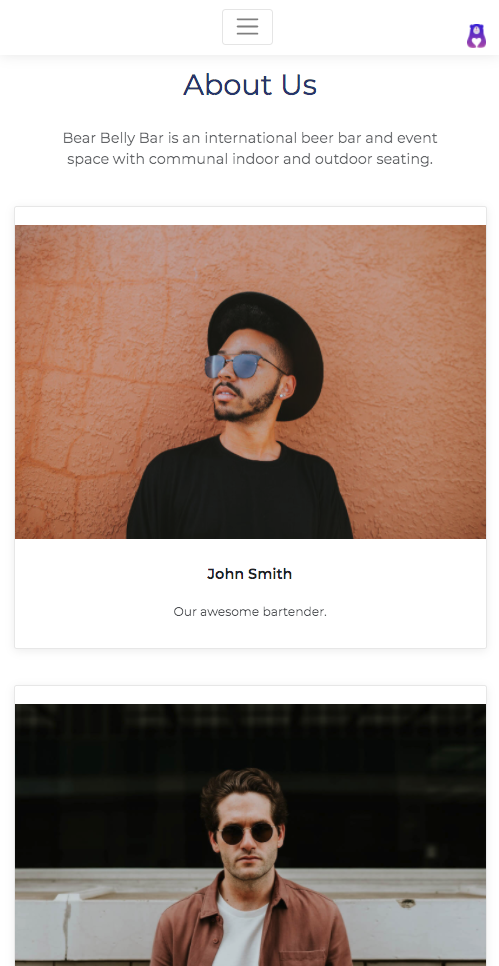 About Us
Bear Belly Bar is an international beer bar and event
space with communal indoor and outdoor seating.
John Smith
Our awesome bartender.